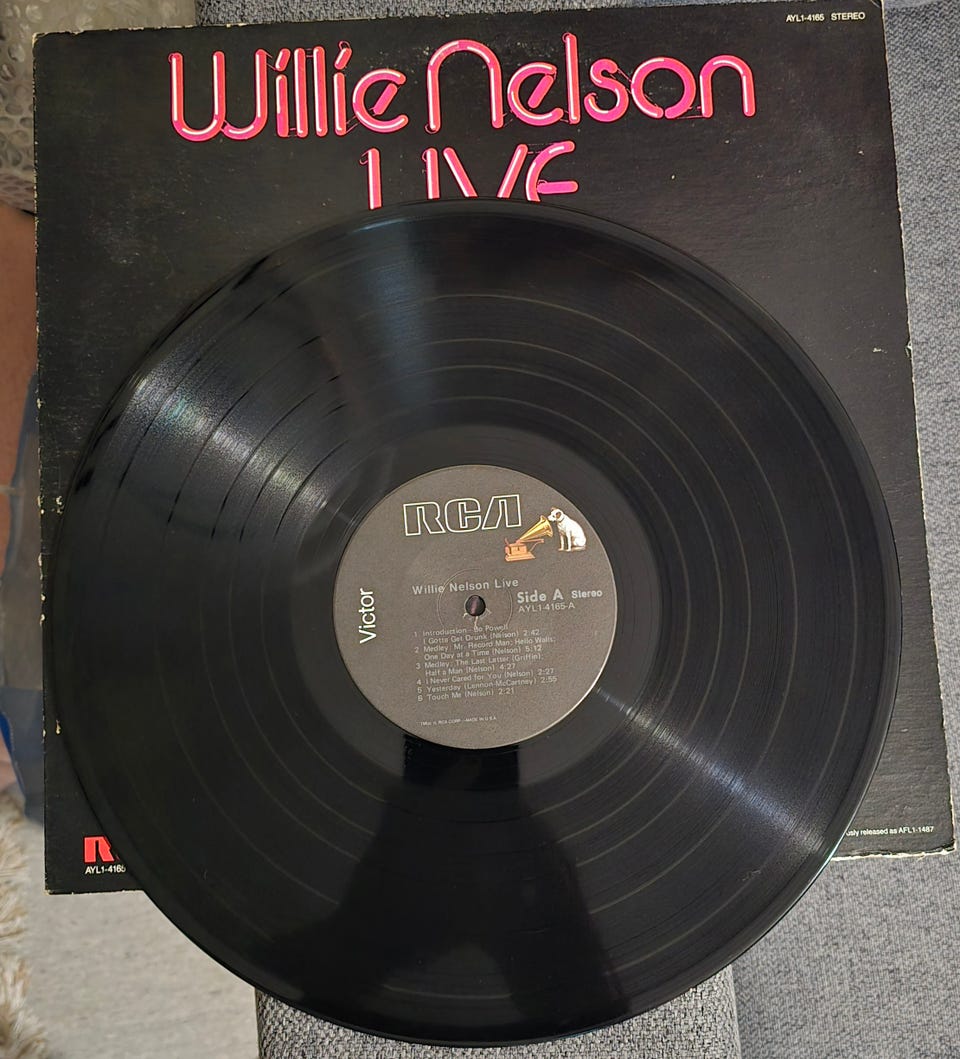 AYL1-4165 STEREO
Willie Nelson
LIVE
RCA
Willie Nelson Live
Side A Stereo
AYL1-4165-A
Victor
1 Introduction—Bo Powell
I Gotta Get Drunk (Nelson) 2:42
2 Medley: Mr. Record Man; Hello Walls;
One Day at a Time (Nelson) 5:12
3 Medley: The Last Letter (Griffin);
Half a Man (Nelson) 4:27
4 I Never Cared for You (Nelson) 2:27
5 Yesterday (Lennon-McCartney) 2:55
6 Touch Me (Nelson) 2:21
RCA CORP.—MADE IN U.S.A.
R
AYL1-4165
released as AFL1-1487